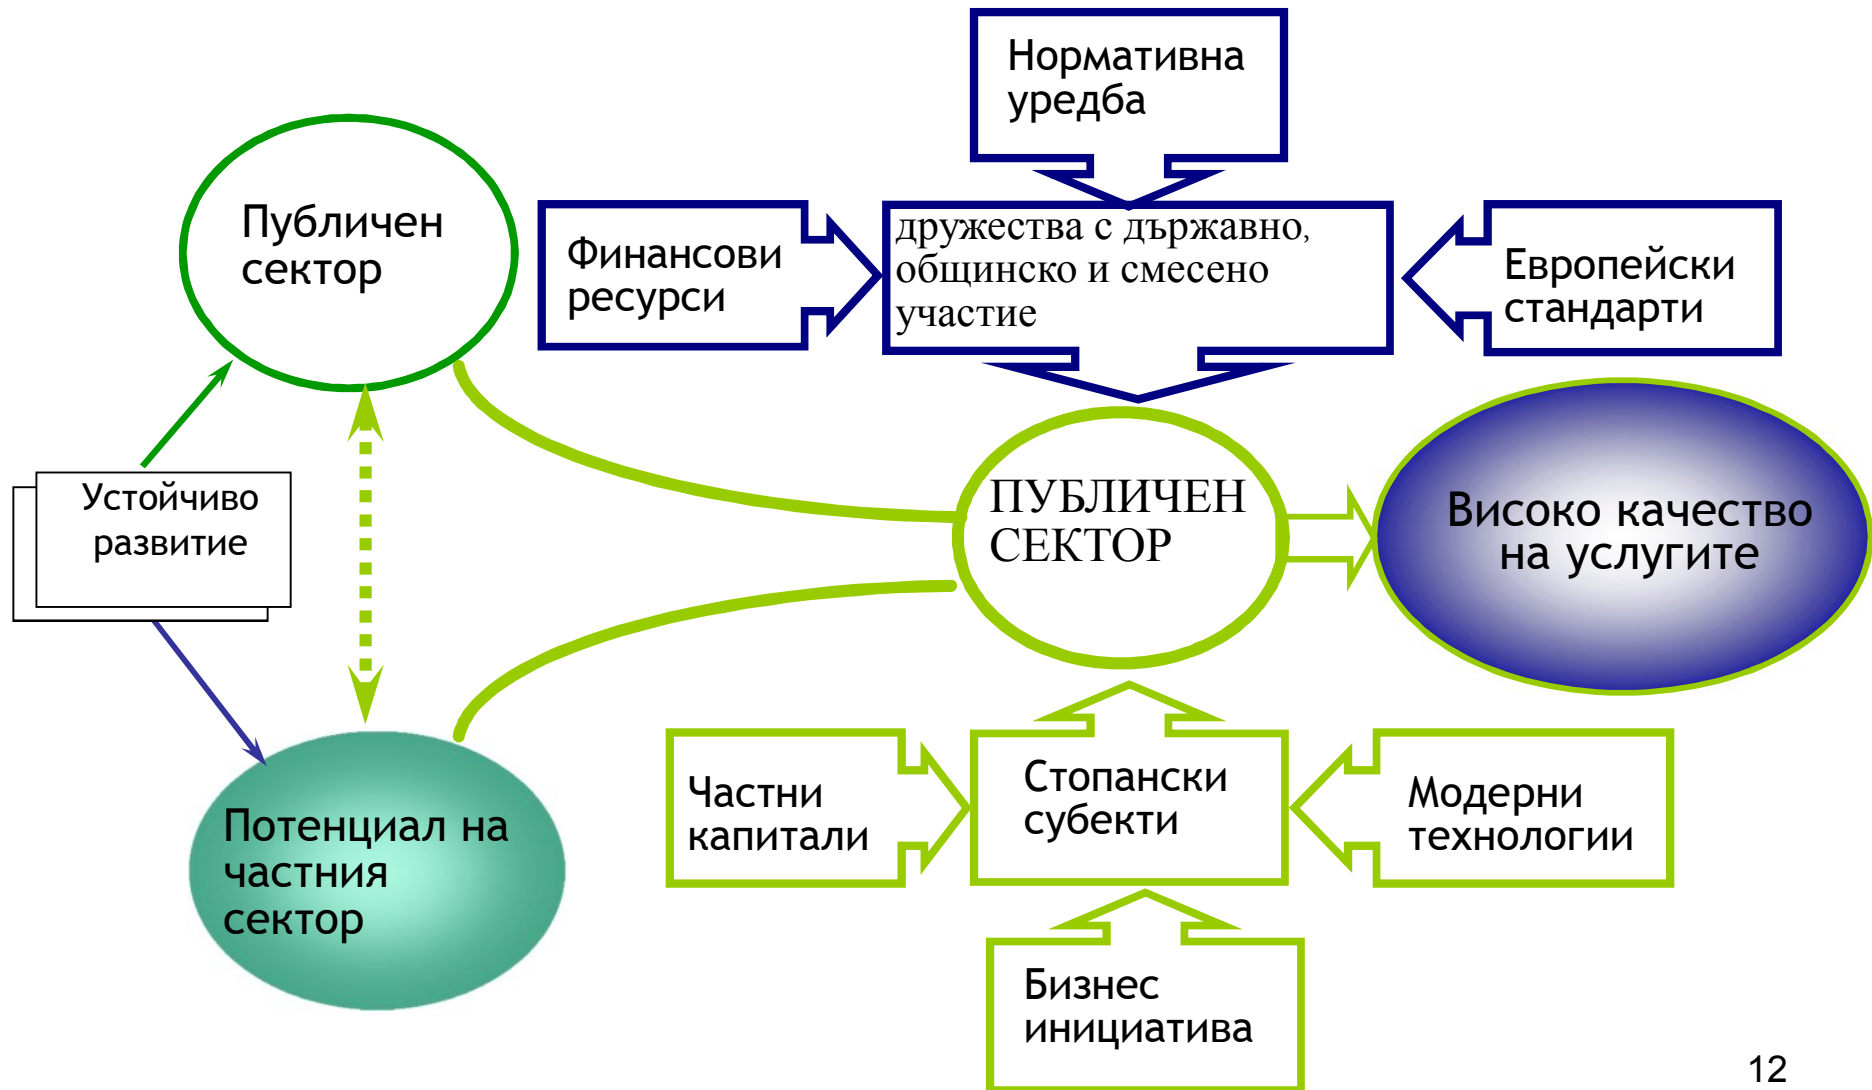 Нормативна
уредба
Публичен
сектор
Финансови
ресурси
дружества с държавно,
общинско и смесено
участие
Европейски
стандарти
Устойчиво
развитие
ПУБЛИЧЕН
СЕКТОР
Високо качество
на услугите
Потенциал на
частния
сектор
Частни
капитали
Стопански
субекти
Модерни
технологии
Бизнес
инициатива
12